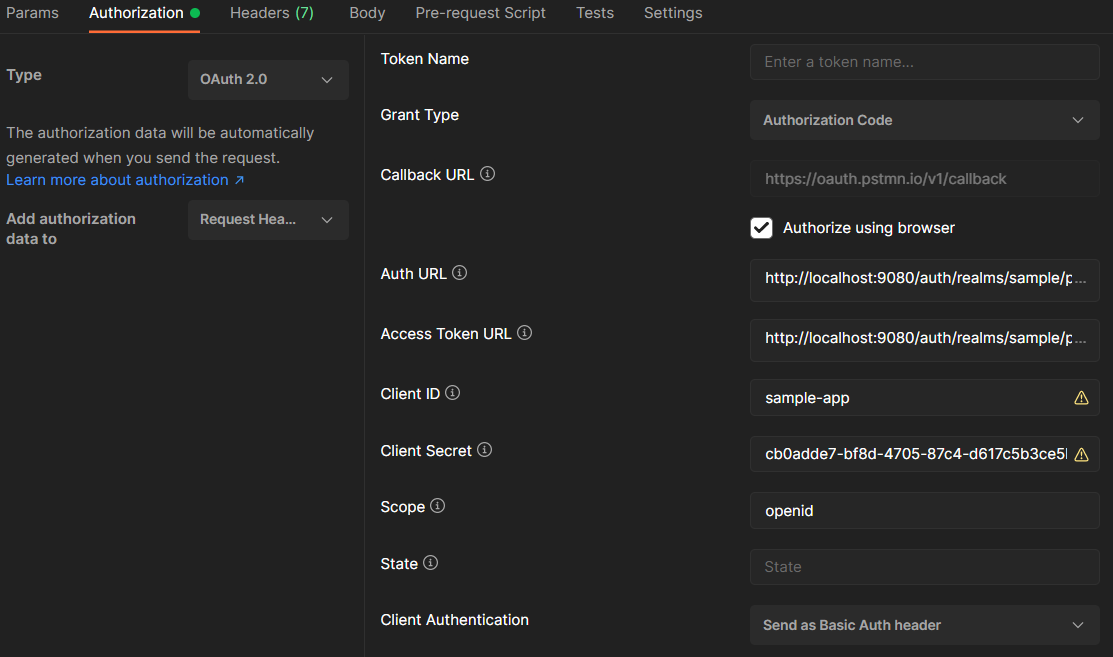 Params Authorization Headers (7) Body Pre-request Script Tests Settings
Type
OAuth 2.0
The authorization data will be automatically
generated when you send the request.
Learn more about authorization ↗
Add authorization
data to
Request Hea...
Token Name
Enter a token name...
Grant Type
Authorization Code
Callback URL
https://oauth.pstmn.io/v1/callback
Authorize using browser
Auth URL
http://localhost:9080/auth/realms/sample/p...
Access Token URL
http://localhost:9080/auth/realms/sample/p...
Client ID
sample-app
Client Secret
cb0adde7-bf8d-4705-87c4-d617c5b3ce5
Scope
openid
State
State
Client Authentication
Send as Basic Auth header